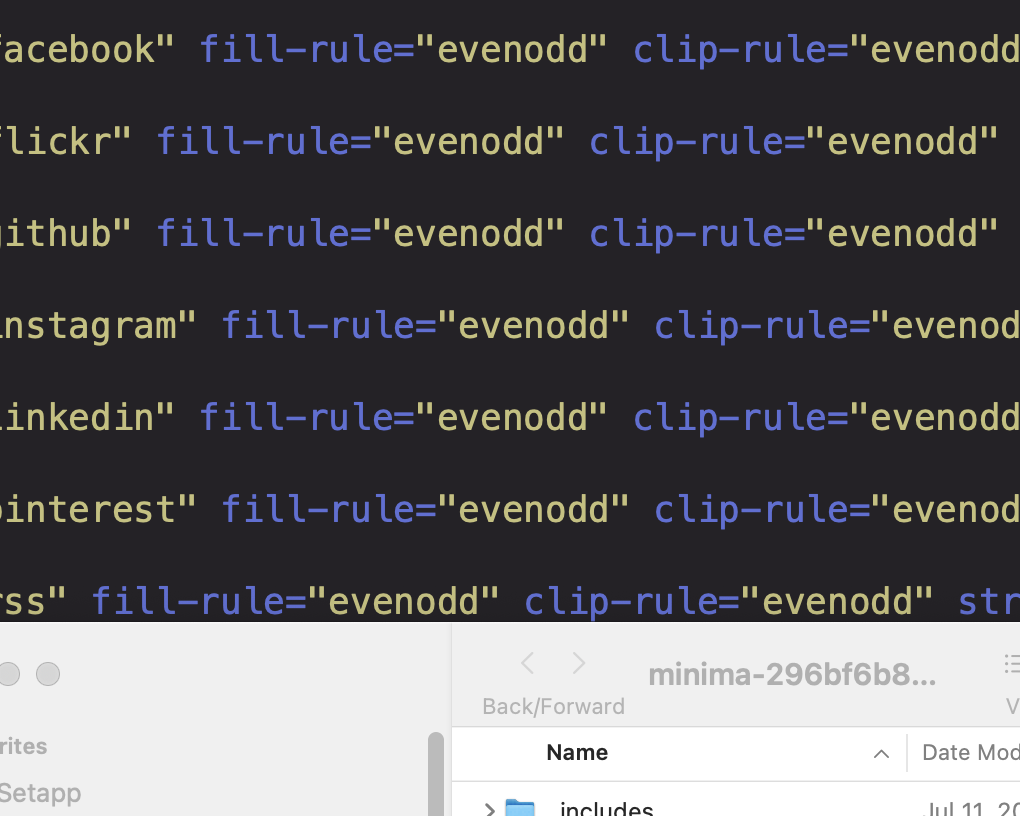 facebook" fill-rule="evenodd" clip-rule="evenodd
flickr" fill-rule="evenodd" clip-rule="evenodd"
github" fill-rule="evenodd" clip-rule="evenodd"
instagram" fill-rule="evenodd" clip-rule="evenod
linkedin" fill-rule="evenodd" clip-rule="evenodd
pinterest" fill-rule="evenodd" clip-rule="evenod
rss" fill-rule="evenodd" clip-rule="evenodd" str
minima-296bf6b8...
Back/Forward
V
rites
Name
Date Mod
Setapp
includes
Jul 11, 20